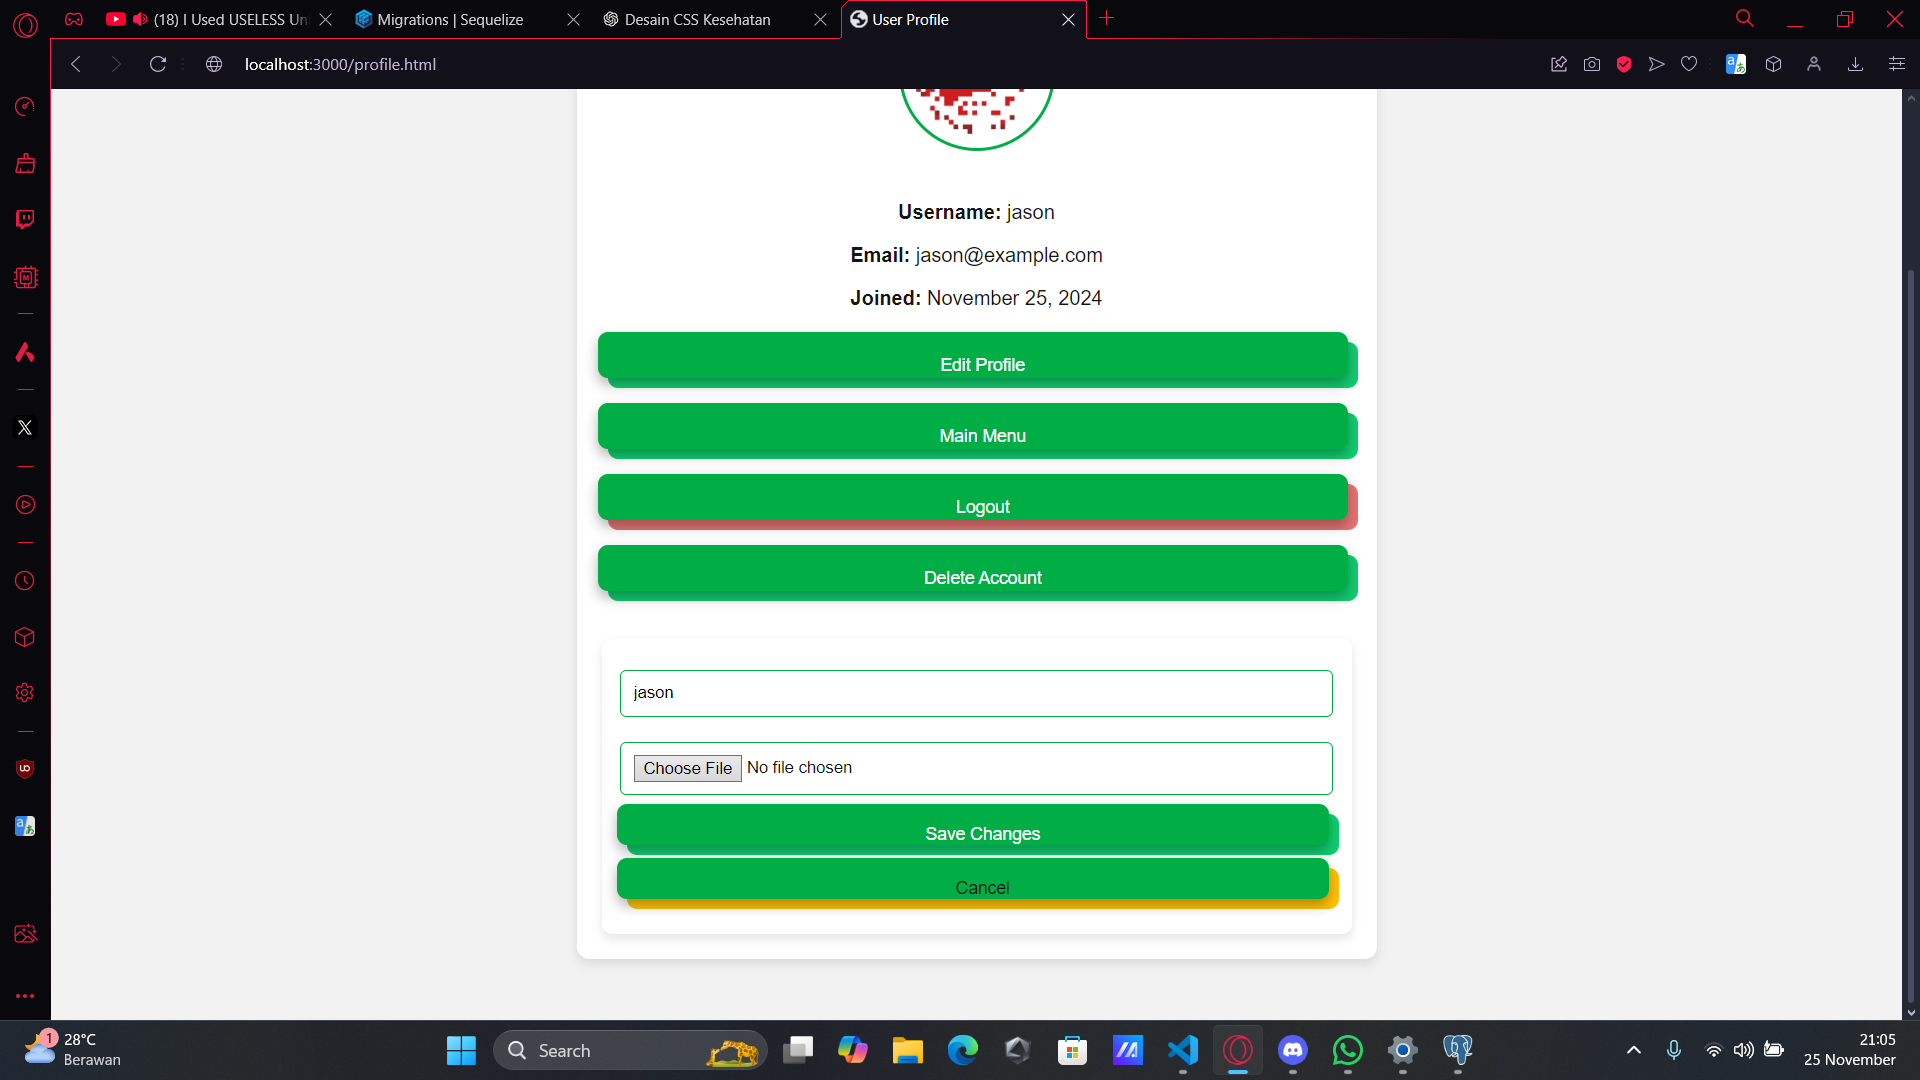 (18) I Used USELESS Un
Migrations | Sequelize
Desain CSS Kesehatan
User Profile
localhost:3000/profile.html
Username: jason
Email: jason@example.com
Joined: November 25, 2024
Edit Profile
Main Menu
Logout
Delete Account
jason
Choose File No file chosen
Save Changes
Cancel
1
28°C
Berawan
Search
21:05
25 November